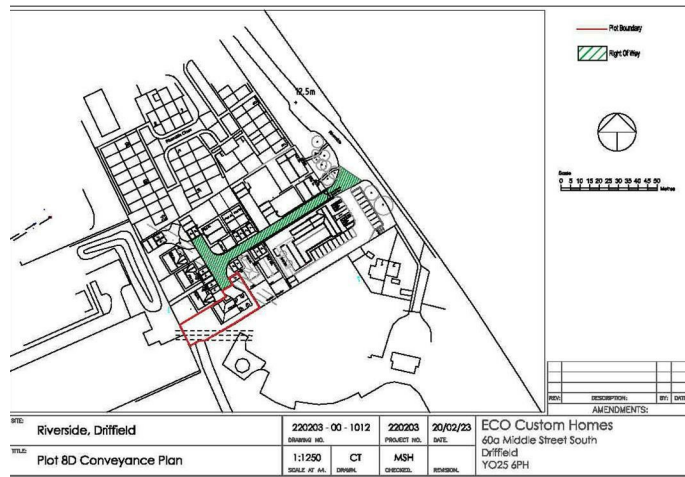 Plot Boundary
Right Of Way
12.5m
Riverside
Riverside Close
Scale
0 5 10 15 20 25 30 35 40 45 50
Metres
REV: DESCRIPTION: BY: DATE
AMENDMENTS:
SITE:
Riverside, Driffield
220203 - 00 - 1012
DRAWING NO.
220203
PROJECT NO.
20/02/23
DATE.
ECO Custom Homes
60a Middle Street South
Driffield
YO25 6PH
TITLE:
Plot 8D Conveyance Plan
1:1250
SCALE AT A4.
CT
DRAWN.
MSH
CHECKED.
REVISION.